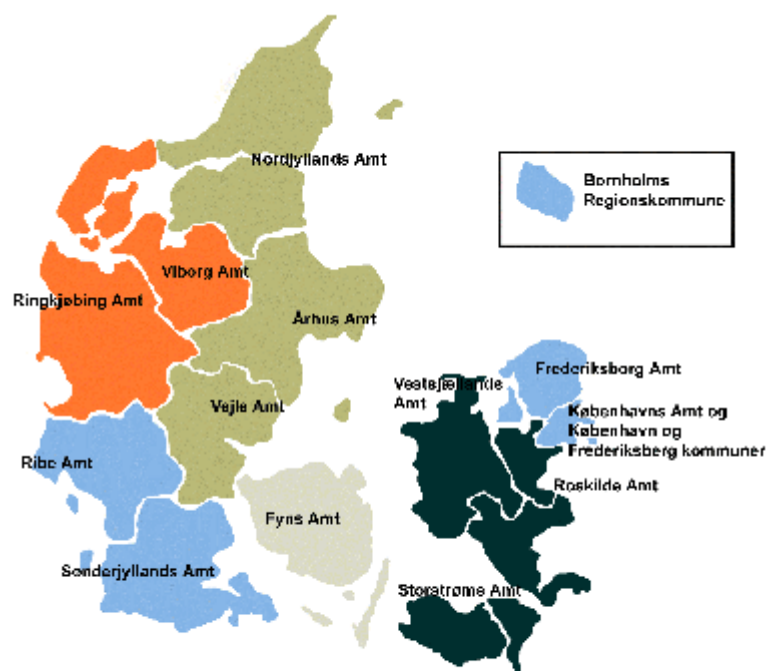 Nordjyllands Amt
Bornholms
Regionskommune
Viborg Amt
Ringkjøbing Amt
Århus Amt
Frederiksborg Amt
Vestsjællands
Amt
Vejle Amt
Københavns Amt og
København og
Frederiksberg kommuner
Ribe Amt
Roskilde Amt
Fyns Amt
Sønderjyllands Amt
Storstrøms Amt